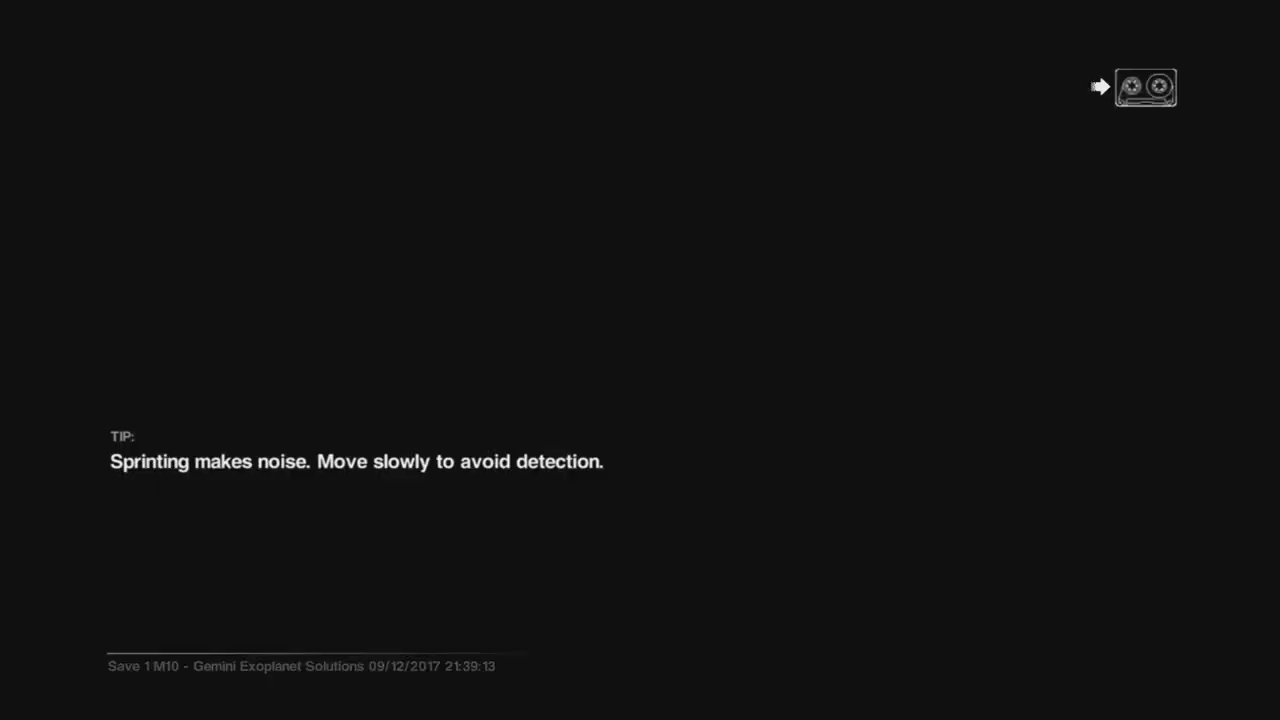 TIP:
Sprinting makes noise. Move slowly to avoid detection.
Save 1 M10 - Gemini Exoplanet Solutions 09/12/2017 21:39:13